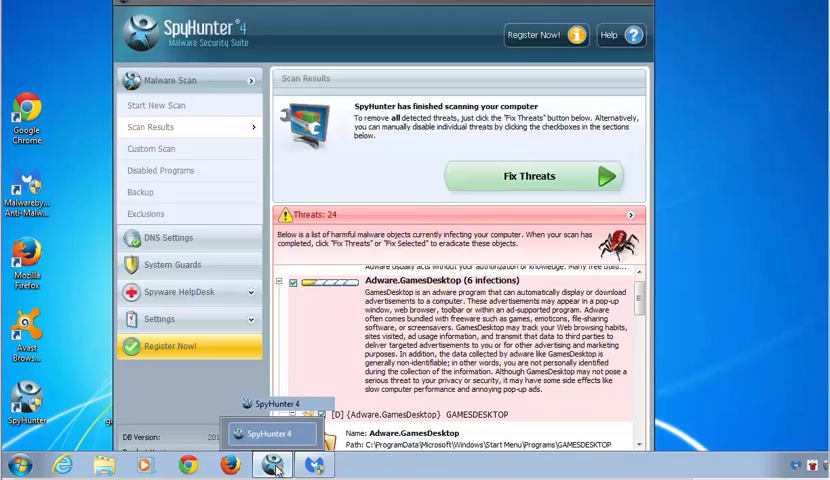 SpyHunter® 4
Malware Security Suite
Register Now!
Help
Google
Chrome
Malwareby...
Anti-Malw...
Mozilla
Firefox
Avast
Brows...
SpyHunter
Malware Scan
Start New Scan
Scan Results
Custom Scan
Disabled Programs
Backup
Exclusions
DNS Settings
System Guards
Spyware HelpDesk
Settings
Register Now!
DB Version:
Scan Results
SpyHunter has finished scanning your computer
To remove all detected threats, just click the "Fix Threats" button below. Alternatively,
you can manually disable individual threats by clicking the checkboxes in the sections
below.
Fix Threats
Threats: 24
Below is a list of harmful malware objects currently infecting your computer. When your scan has
completed, click "Fix Threats" or "Fix Selected" to eradicate these objects.
Adware usually acts without your authorization or knowledge. Many free utilit...
Adware.GamesDesktop (6 infections)
GamesDesktop is an adware program that can automatically display or download
advertisements to a computer. These advertisements may appear in a pop-up
window, web browser, toolbar or within an ad-supported program. Adware
often comes bundled with freeware such as games, emoticons, file-sharing
software, or screensavers. GamesDesktop may track your Web browsing habits,
sites visited, ad usage information, and transmit that data to third parties to
deliver targeted advertisements to you or for other advertising and marketing
purposes. In addition, the data collected by adware like GamesDesktop is
generally non-identifiable; in other words, you are not personally identified
during the collection of the information. Although GamesDesktop may not pose a
serious threat to your privacy or security, it may have some side effects like
slow computer performance and annoying pop-up ads.
[D] {Adware.GamesDesktop} GAMESDESKTOP
Name: Adware.GamesDesktop
Path: C:\ProgramData\Microsoft\Windows\Start Menu\Programs\GAMESDESKTOP
SpyHunter 4
SpyHunter 4